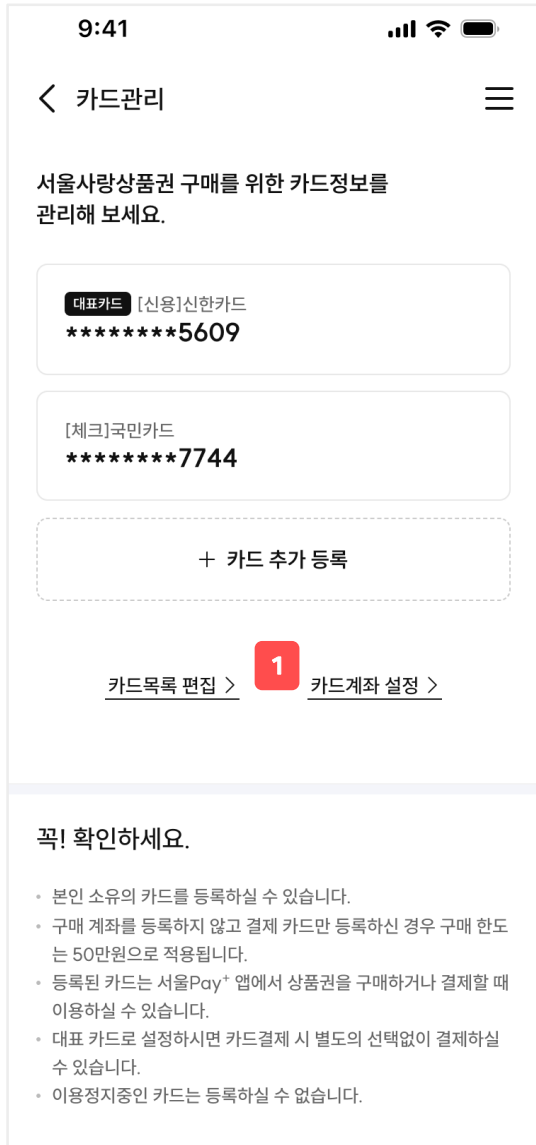 9:41
카드관리
서울사랑상품권 구매를 위한 카드정보를
관리해 보세요.
대표카드 [신용]신한카드
********5609
[체크]국민카드
********7744
+ 카드 추가 등록
1
카드목록 편집 > 카드계좌 설정 >
꼭! 확인하세요.
• 본인 소유의 카드를 등록하실 수 있습니다.
• 구매 계좌를 등록하지 않고 결제 카드만 등록하신 경우 구매 한도
는 50만원으로 적용됩니다.
• 등록된 카드는 서울Pay⁺ 앱에서 상품권을 구매하거나 결제할 때
이용하실 수 있습니다.
• 대표 카드로 설정하시면 카드결제 시 별도의 선택없이 결제하실
수 있습니다.
• 이용정지중인 카드는 등록하실 수 없습니다.